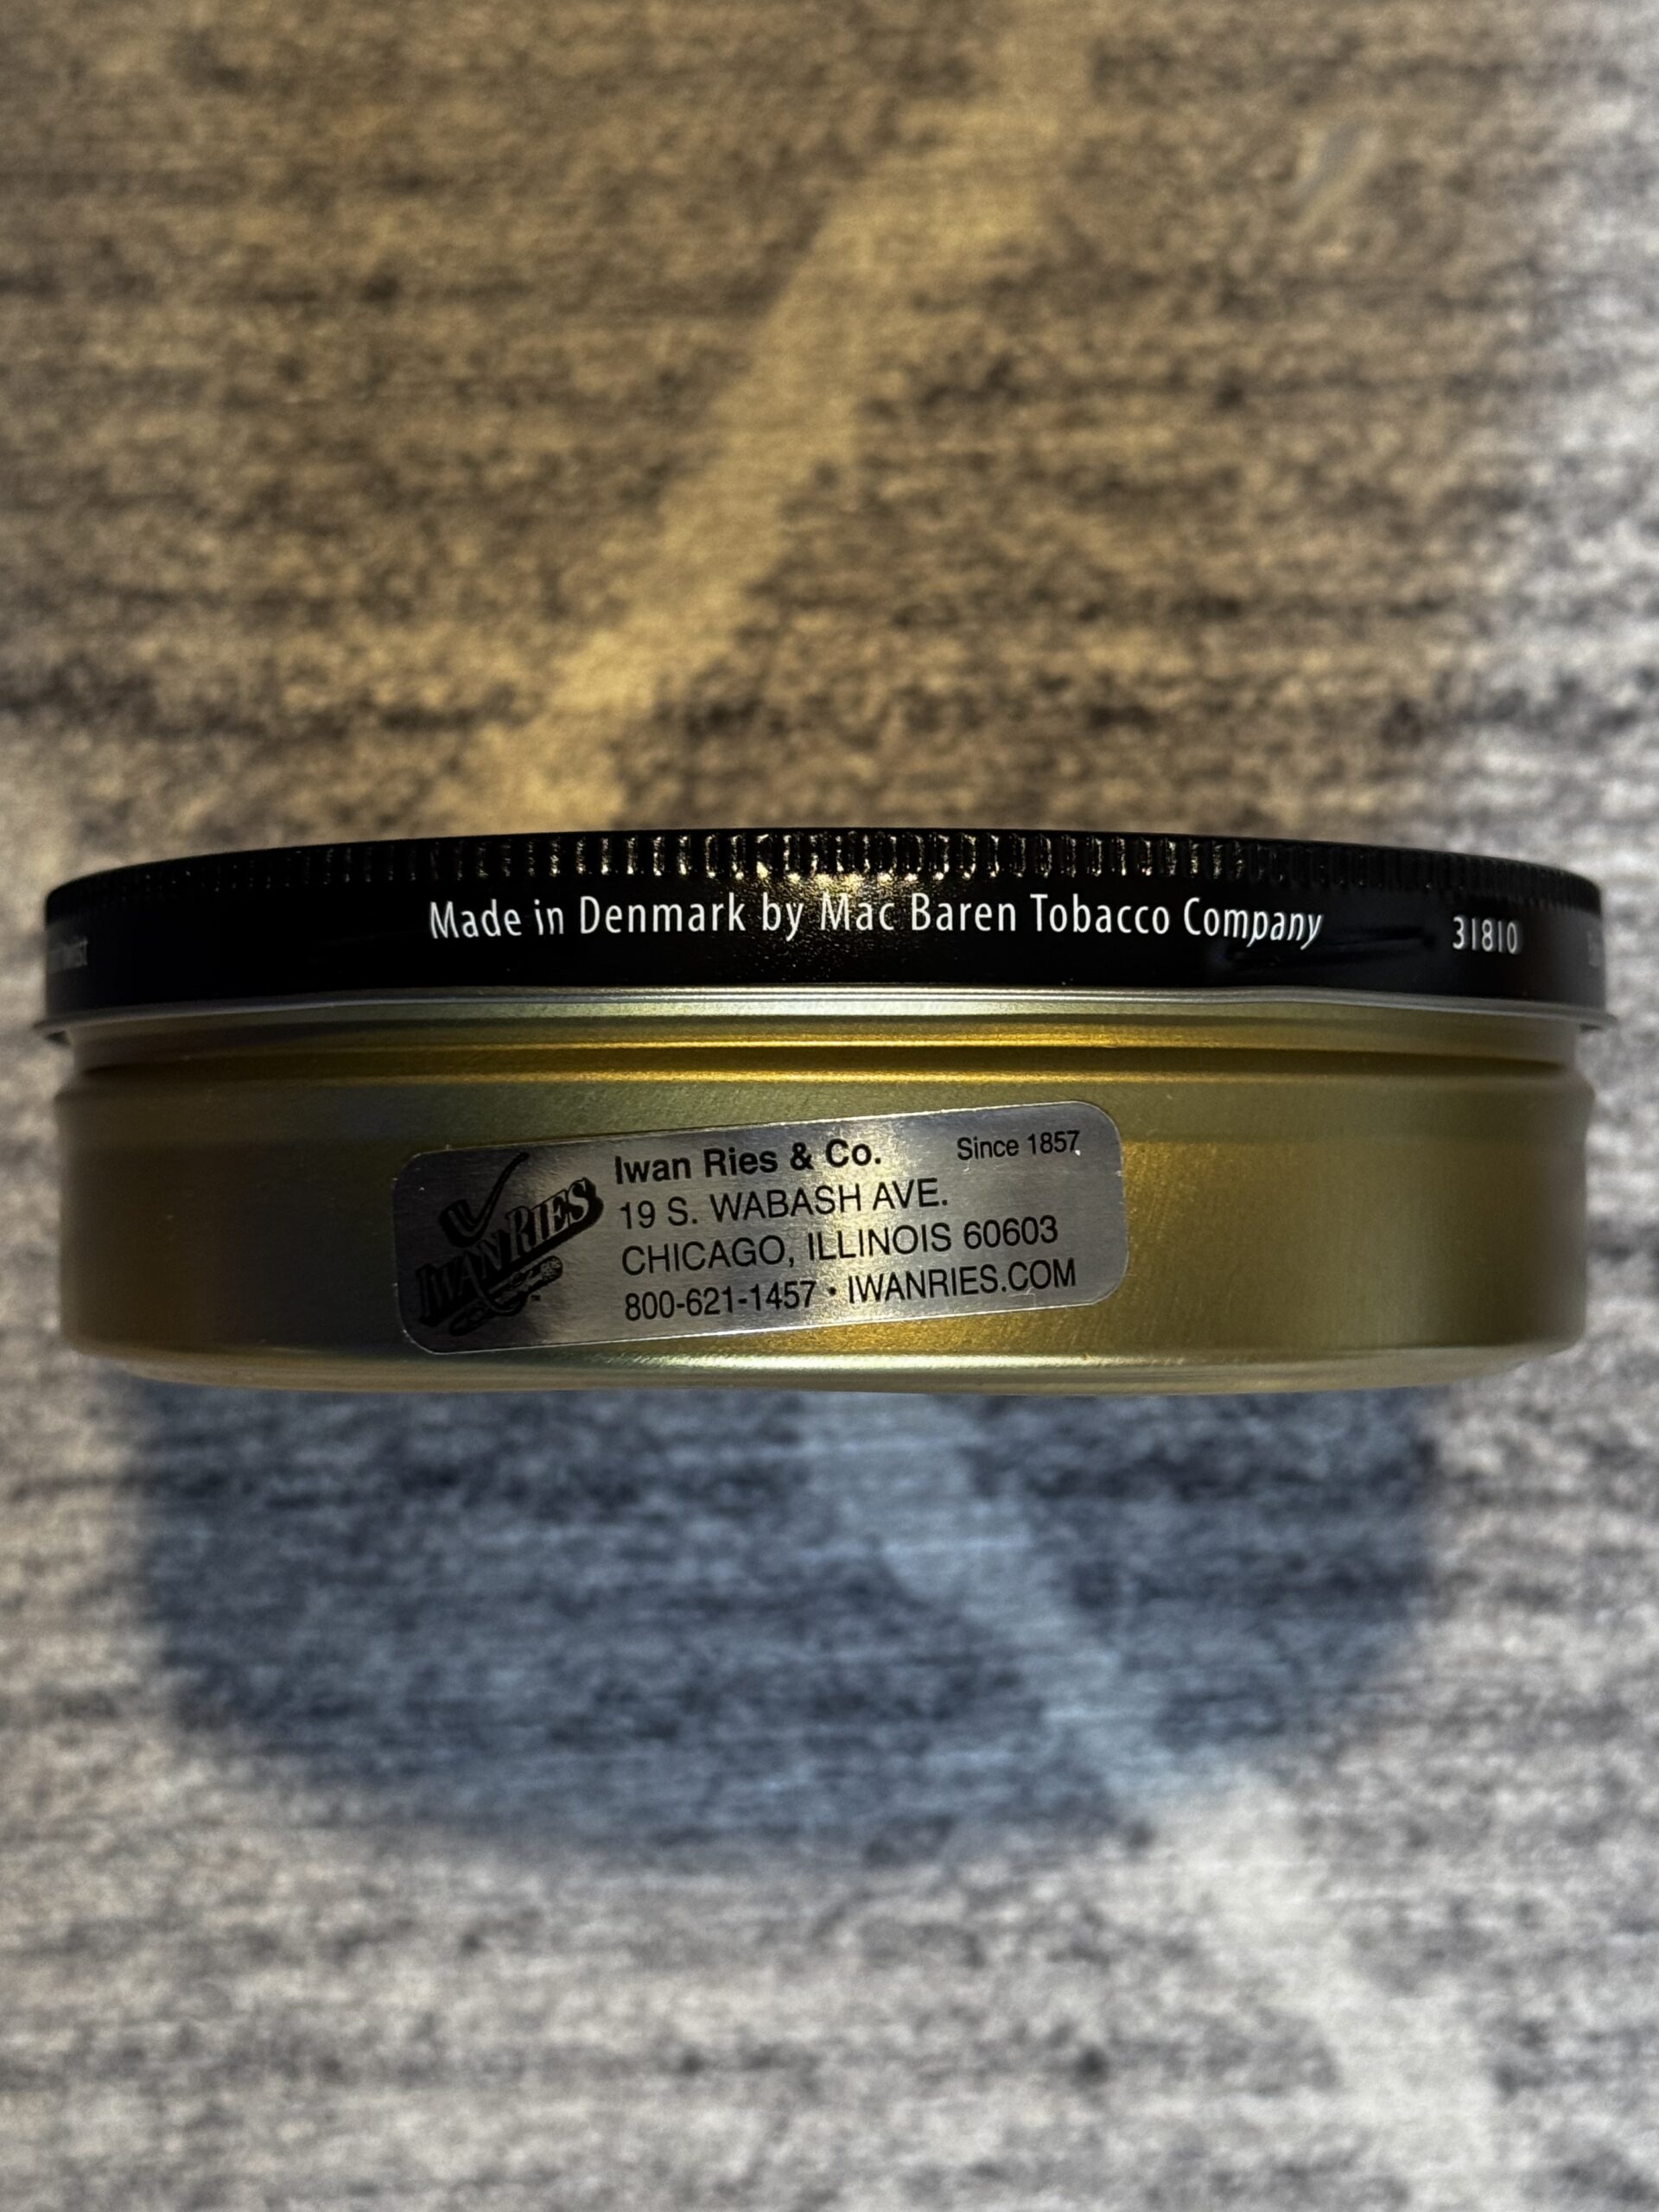 Made in Denmark by Mac Baren Tobacco Company 31810
IWAN RIES
Iwan Ries & Co. Since 1857
19 S. WABASH AVE.
CHICAGO, ILLINOIS 60603
800-621-1457 • IWANRIES.COM